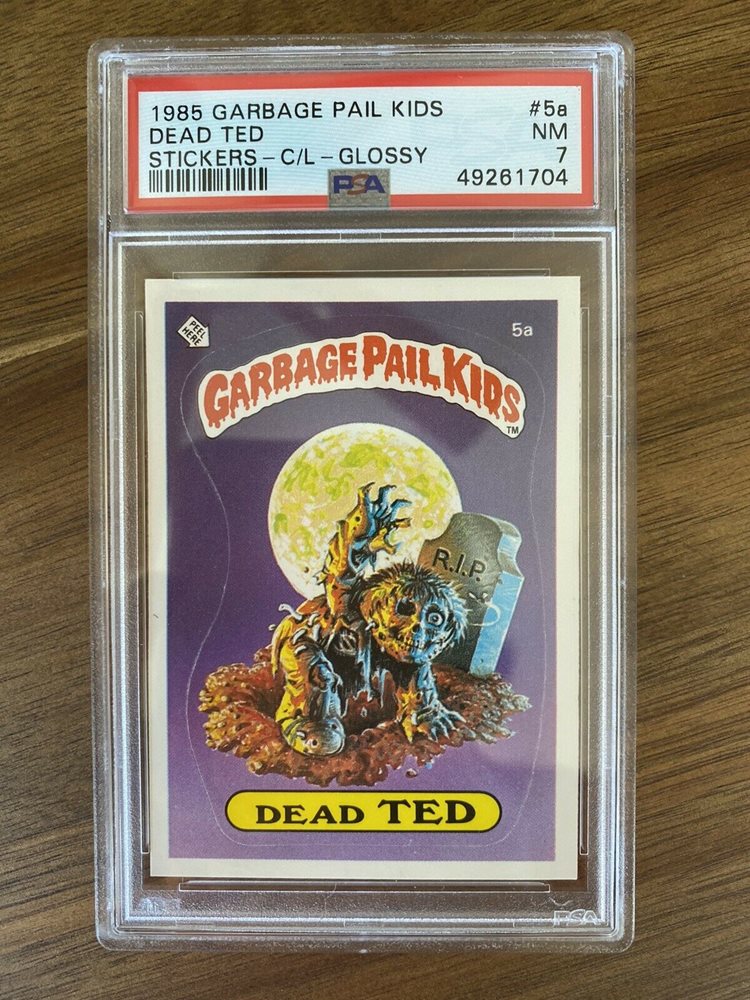 1985 GARBAGE PAIL KIDS #5a
DEAD TED NM
STICKERS - C/L - GLOSSY 7
PSA 49261704
PEEL HERE
5a
GARBAGE PAIL KIDS
TM
R.I.P.
DEAD TED
PSA